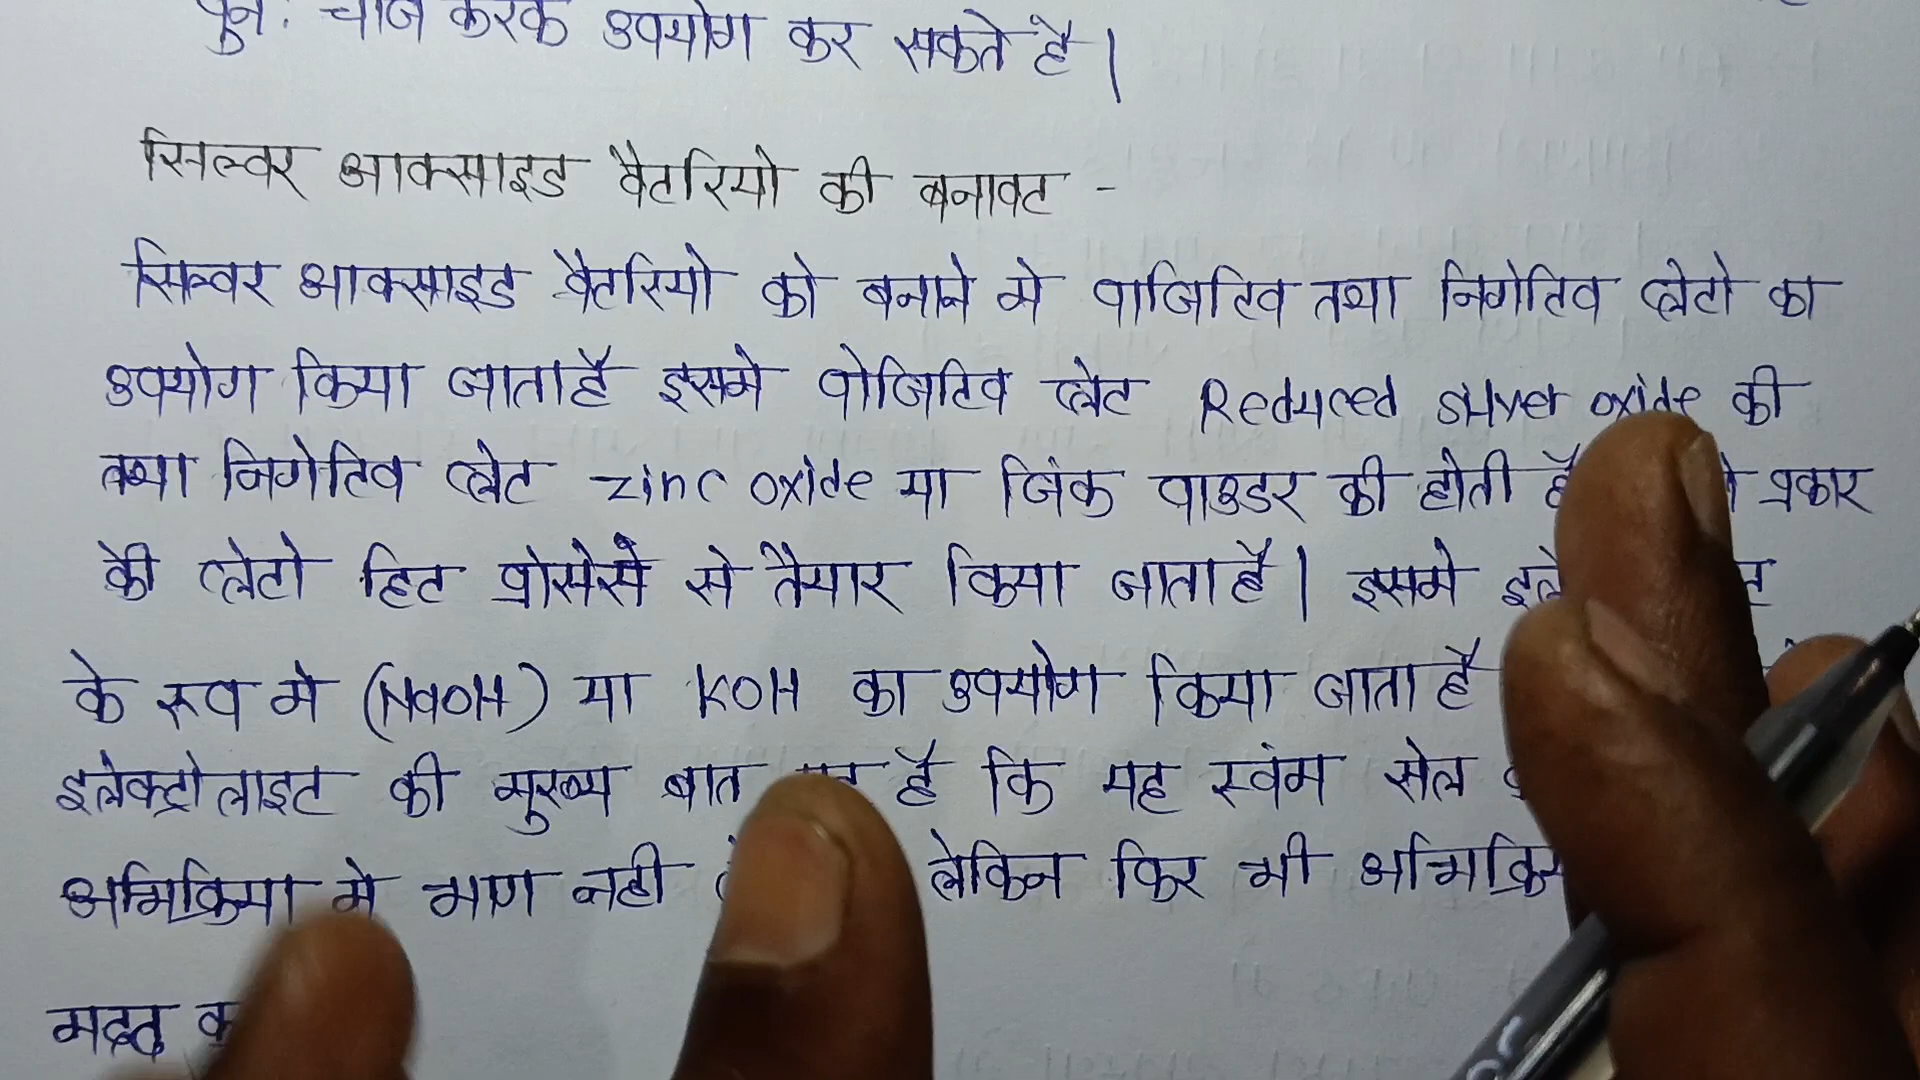 पुन: चार्ज करके उपयोग कर सकते है|
सिल्वर आक्साइड बैटरियो की बनावट -
सिल्वर आक्साइड बैटरियो को बनाने मे पाजिटिव तथा निगेटिव प्लेटो का
उपयोग किया जाता है इसमे पोजिटिव प्लेट Reduced silver oxide की
तथा निगेटिव प्लेट zinc oxide या जिंक पाउडर की होती प्रकार
की प्लेटो हिट प्रोसेसे से तैयार किया जाता है| इसमे
के रूप मे (NaOH) या KOH का उपयोग किया जाता है
इलेक्ट्रोलाइट की मुख्य बात है कि यह स्वंम सेल
अभिक्रिया मे भाग नही लेकिन फिर भी
मदद